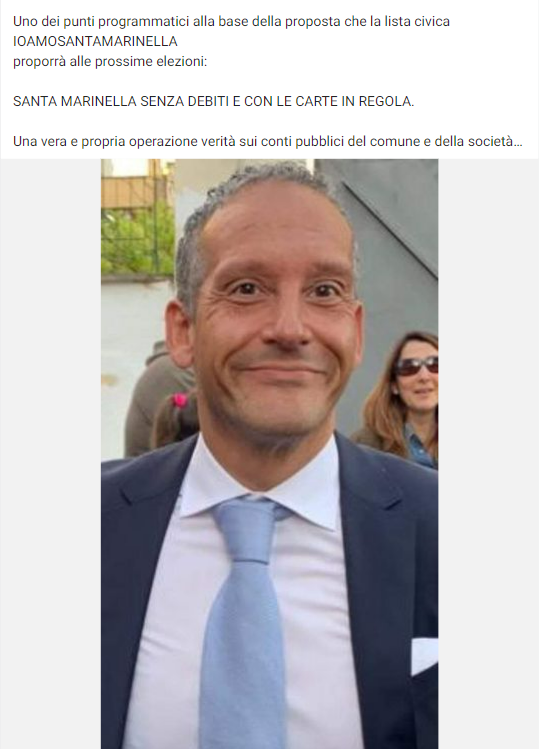 Uno dei punti programmatici alla base della proposta che la lista civica
IOAMOSANTAMARINELLA
proporrà alle prossime elezioni:
SANTA MARINELLA SENZA DEBITI E CON LE CARTE IN REGOLA.
Una vera e propria operazione verità sui conti pubblici del comune e della società…